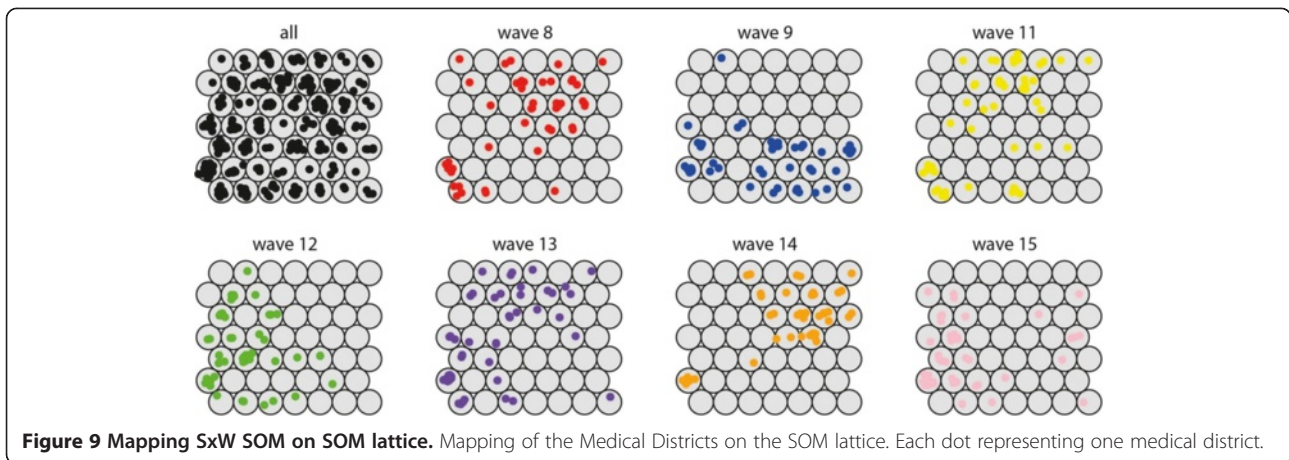 all wave 8 wave 9 wave 11
wave 12 wave 13 wave 14 wave 15
Figure 9 Mapping SxW SOM on SOM lattice. Mapping of the Medical Districts on the SOM lattice. Each dot representing one medical district.